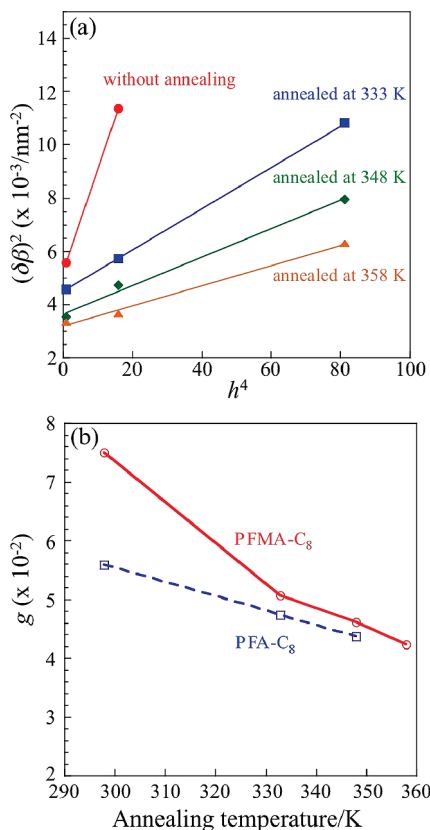 (a)
14
12
10
8
6
4
2
(δβ)² (x 10⁻³/nm⁻²)
without annealing
annealed at 333 K
annealed at 348 K
annealed at 358 K
0 20 40 60 80 100
h⁴
(b)
8
7
6
5
4
3
2
g (x 10⁻²)
PFMA-C₈
PFA-C₈
290 300 310 320 330 340 350 360
Annealing temperature/K